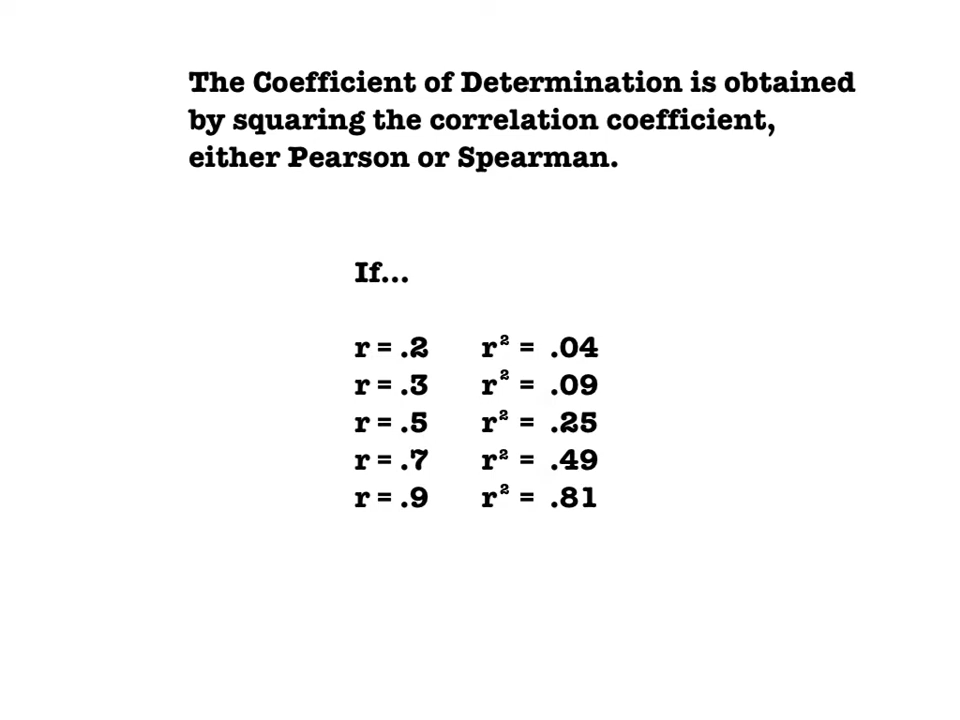 The Coefficient of Determination is obtained
by squaring the correlation coefficient,
either Pearson or Spearman.
If...
r = .2 r² = .04
r = .3 r² = .09
r = .5 r² = .25
r = .7 r² = .49
r = .9 r² = .81